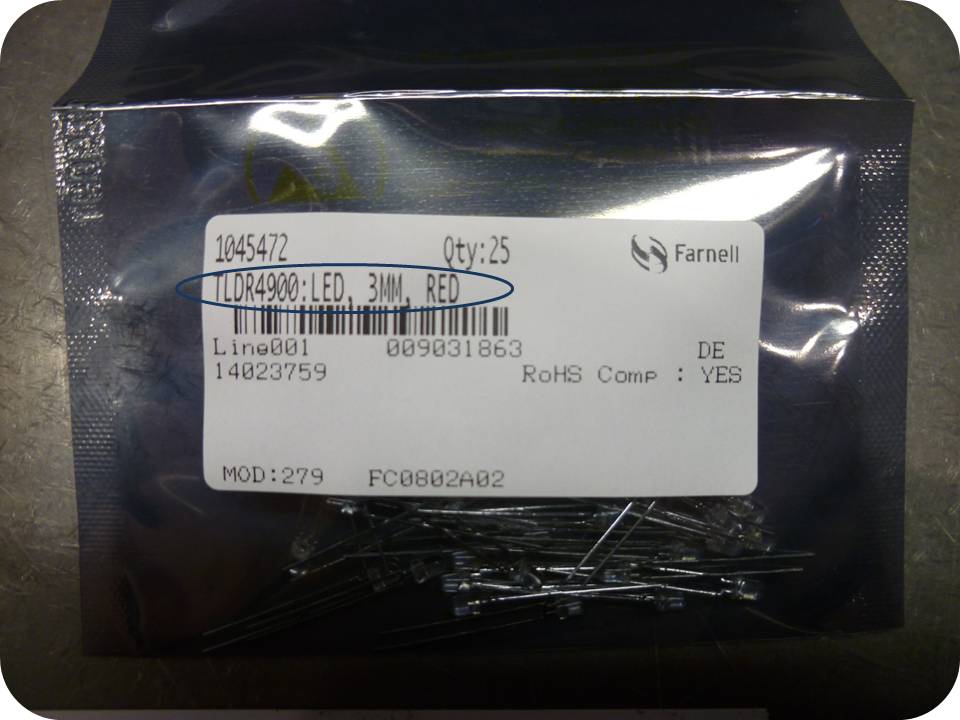 1045472 Qty:25 Farnell
TLDR4900:LED, 3MM, RED
Line001 009031863 DE
14023759 RoHS Comp : YES
MOD:279 FC0802A02